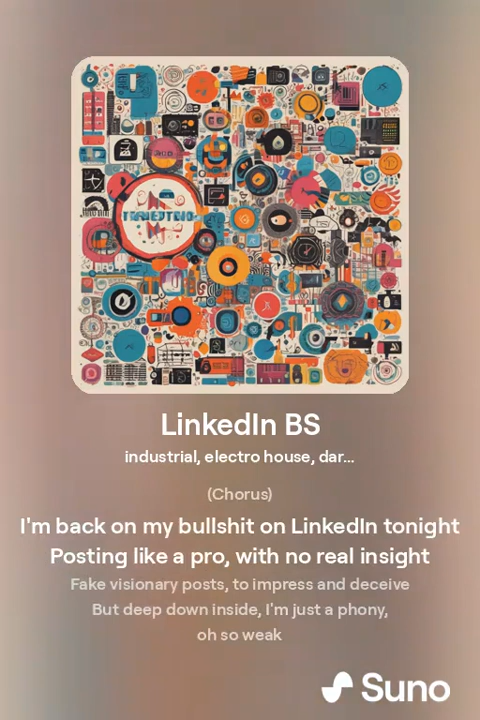 LinkedIn BS
industrial, electro house, dar...
(Chorus)
I'm back on my bullshit on LinkedIn tonight
Posting like a pro, with no real insight
Fake visionary posts, to impress and deceive
But deep down inside, I'm just a phony,
oh so weak
Suno